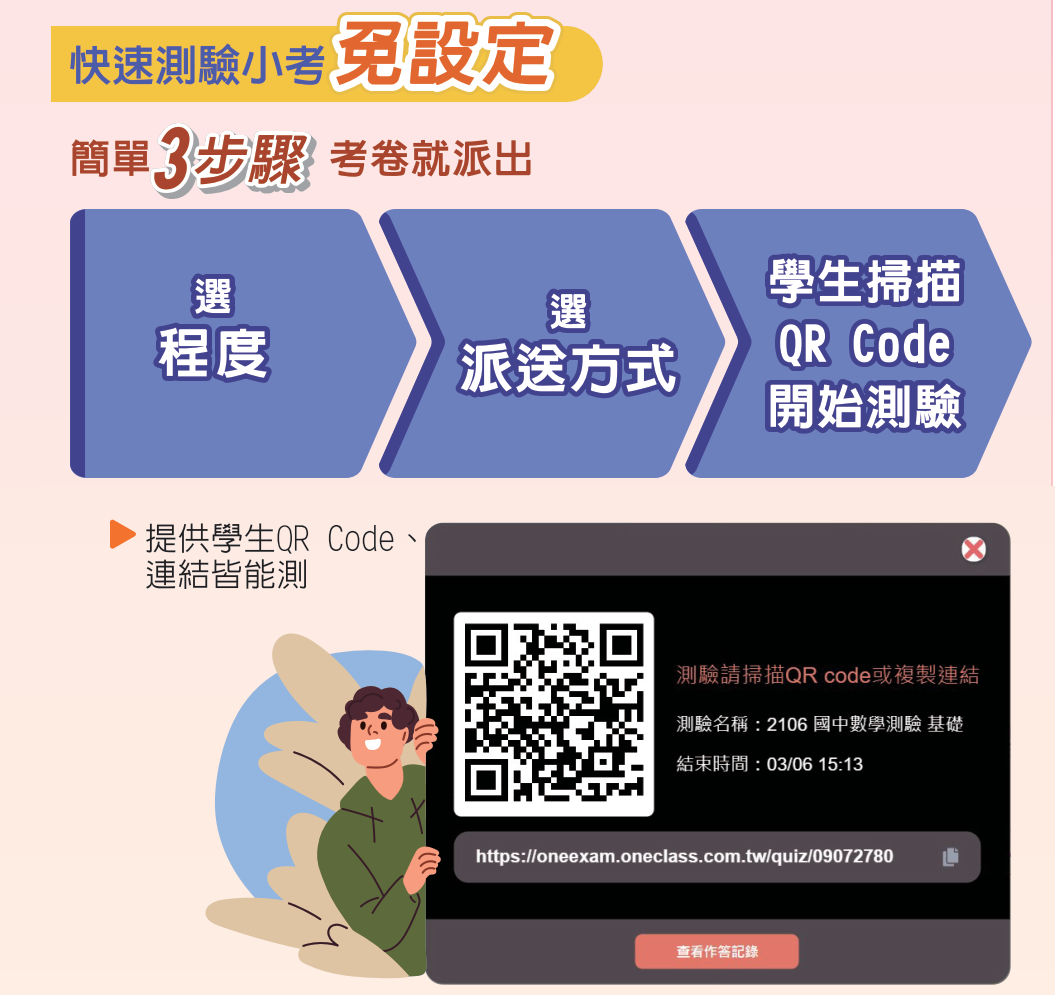 快速測驗小考免設定
簡單3步驟 考卷就派出
選
程度
選
派送方式
學生掃描
QR Code
開始測驗
提供學生QR Code、
連結皆能測
測驗請掃描QR code或複製連結
測驗名稱：2106 國中數學測驗 基礎
結束時間：03/06 15:13
https://oneexam.oneclass.com.tw/quiz/09072780
查看作答記錄